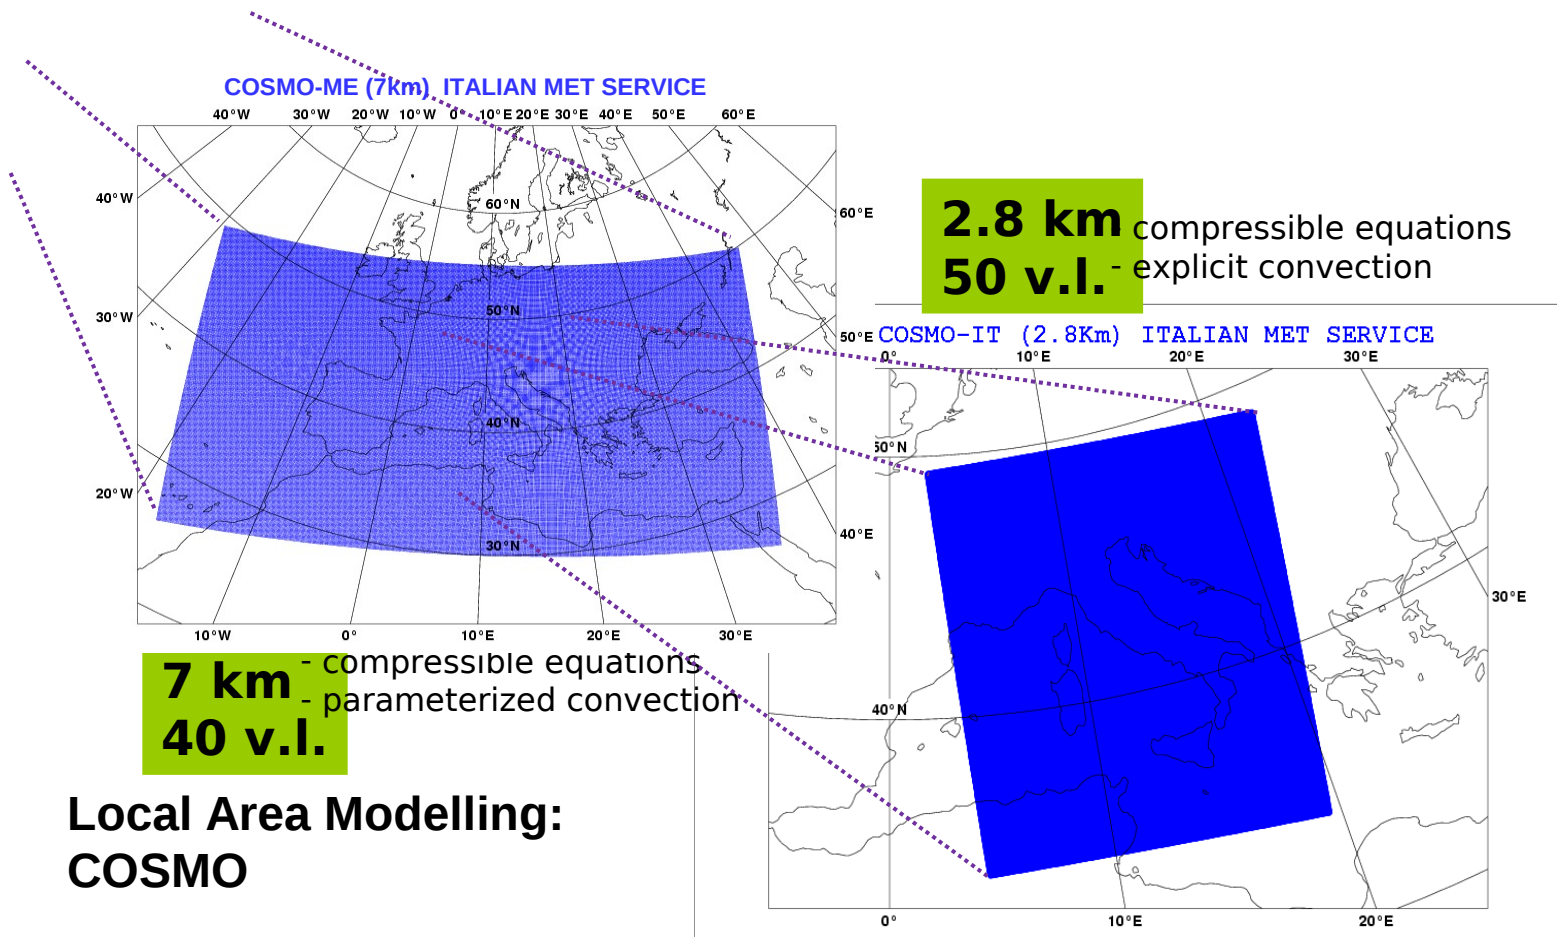 COSMO-ME (7km) ITALIAN MET SERVICE
40°W 30°W 20°W 10°W 0° 10°E 20°E 30°E 40°E 50°E 60°E
40°W
60°N
60°E
30°W
50°N
50°E
40°N
20°W
40°E
30°N
10°W 0° 10°E 20°E 30°E
7 km
40 v.l.
- compressible equations
- parameterized convection
Local Area Modelling:
COSMO
2.8 km
50 v.l.
- compressible equations
- explicit convection
COSMO-IT (2.8Km) ITALIAN MET SERVICE
0° 10°E 20°E 30°E
50°N
30°E
40°N
0° 10°E 20°E